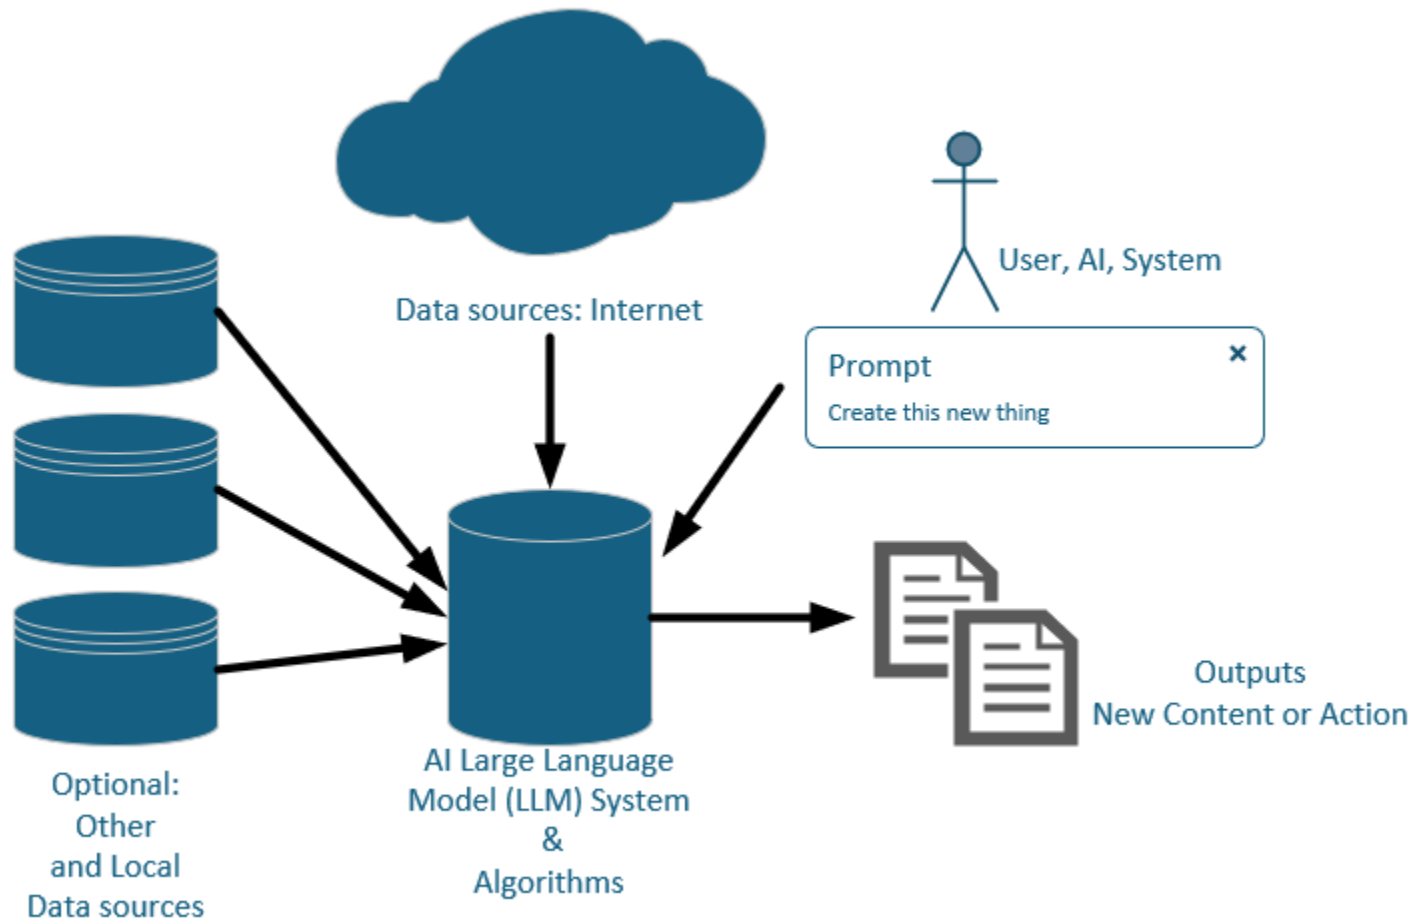 Data sources: Internet
User, AI, System
Prompt
Create this new thing
Outputs
New Content or Action
AI Large Language
Model (LLM) System
&
Algorithms
Optional:
Other
and Local
Data sources